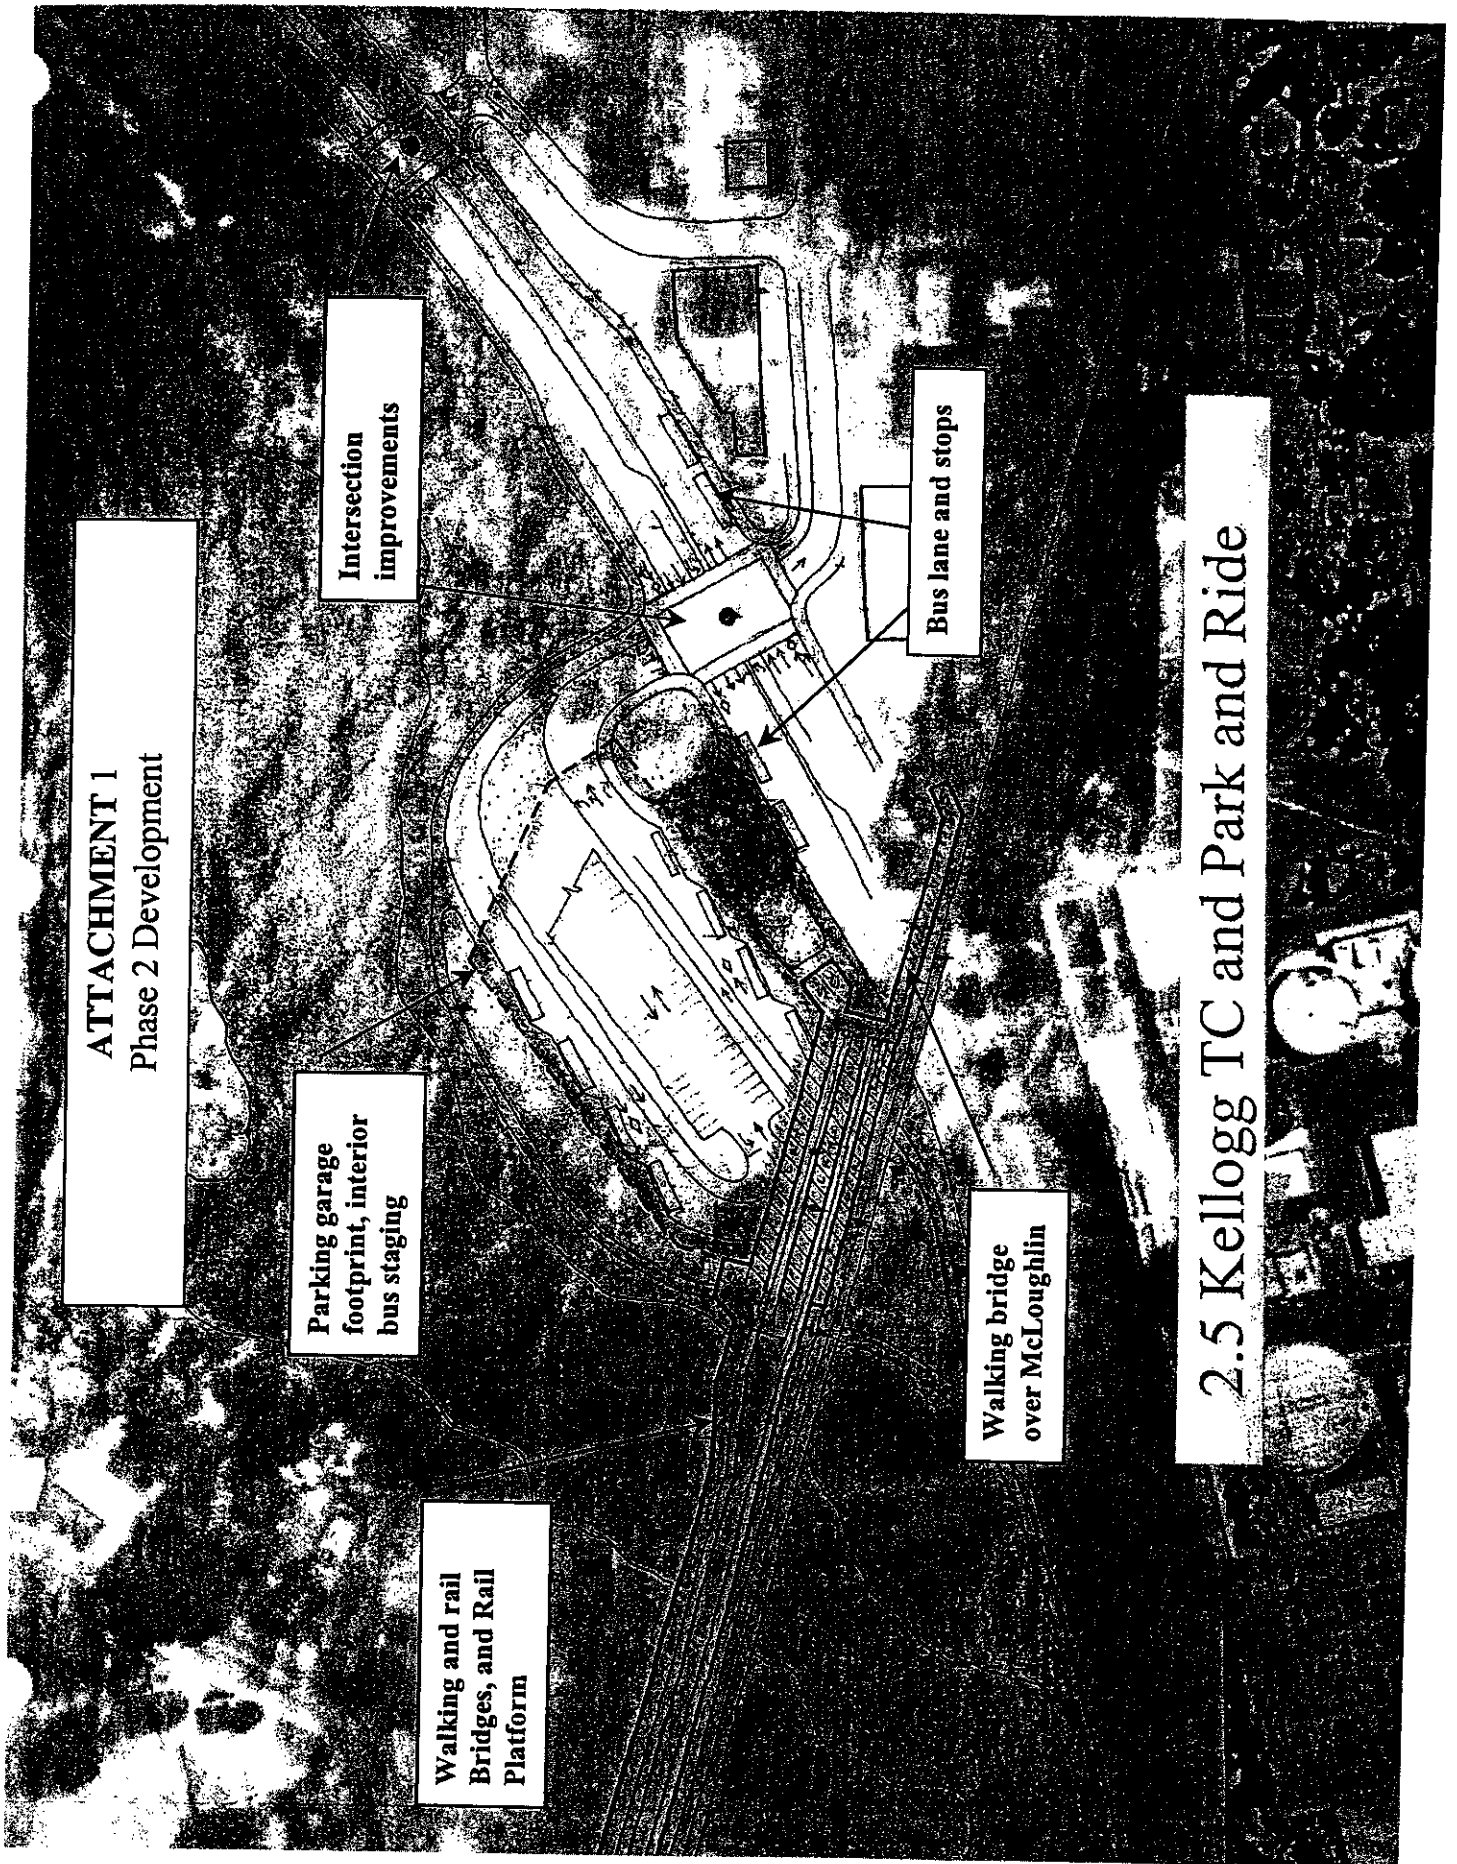 ATTACHMENT 1
Phase 2 Development
Intersection
improvements
Parking garage
footprint, interior
bus staging
Walking and rail
Bridges, and Rail
Platform
Bus lane and stops
Walking bridge
over McLoughlin
2.5 Kellogg TC and Park and Ride